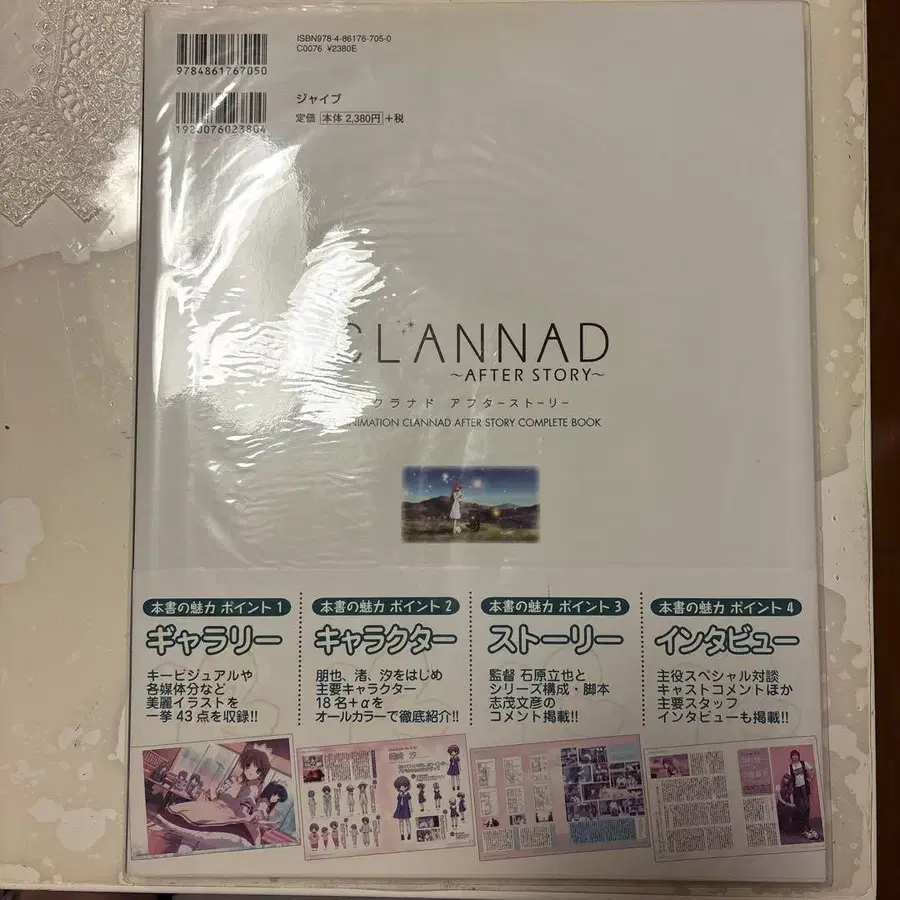 ISBN978-4-86176-705-0
C0076 ¥2380E
9784861767050
ジャイブ
定価 本体 2,380円 +税
1920076023804
CLANNAD
～AFTER STORY～
クラナド アフターストーリー
ANIMATION CLANNAD AFTER STORY COMPLETE BOOK
本書の魅力 ポイント 1
ギャラリー
キービジュアルや
各媒体分など
美麗イラストを
一挙 43 点を収録!!
本書の魅力 ポイント 2
キャラクター
朋也、渚、汐をはじめ
主要キャラクター
18 名+αを
オールカラーで徹底紹介!!
本書の魅力 ポイント 3
ストーリー
監督 石原立也と
シリーズ構成・脚本
志茂文彦の
コメント掲載!!
本書の魅力 ポイント 4
インタビュー
主役スペシャル対談
キャストコメントほか
主要スタッフ
インタビューも掲載!!
岡崎 汐